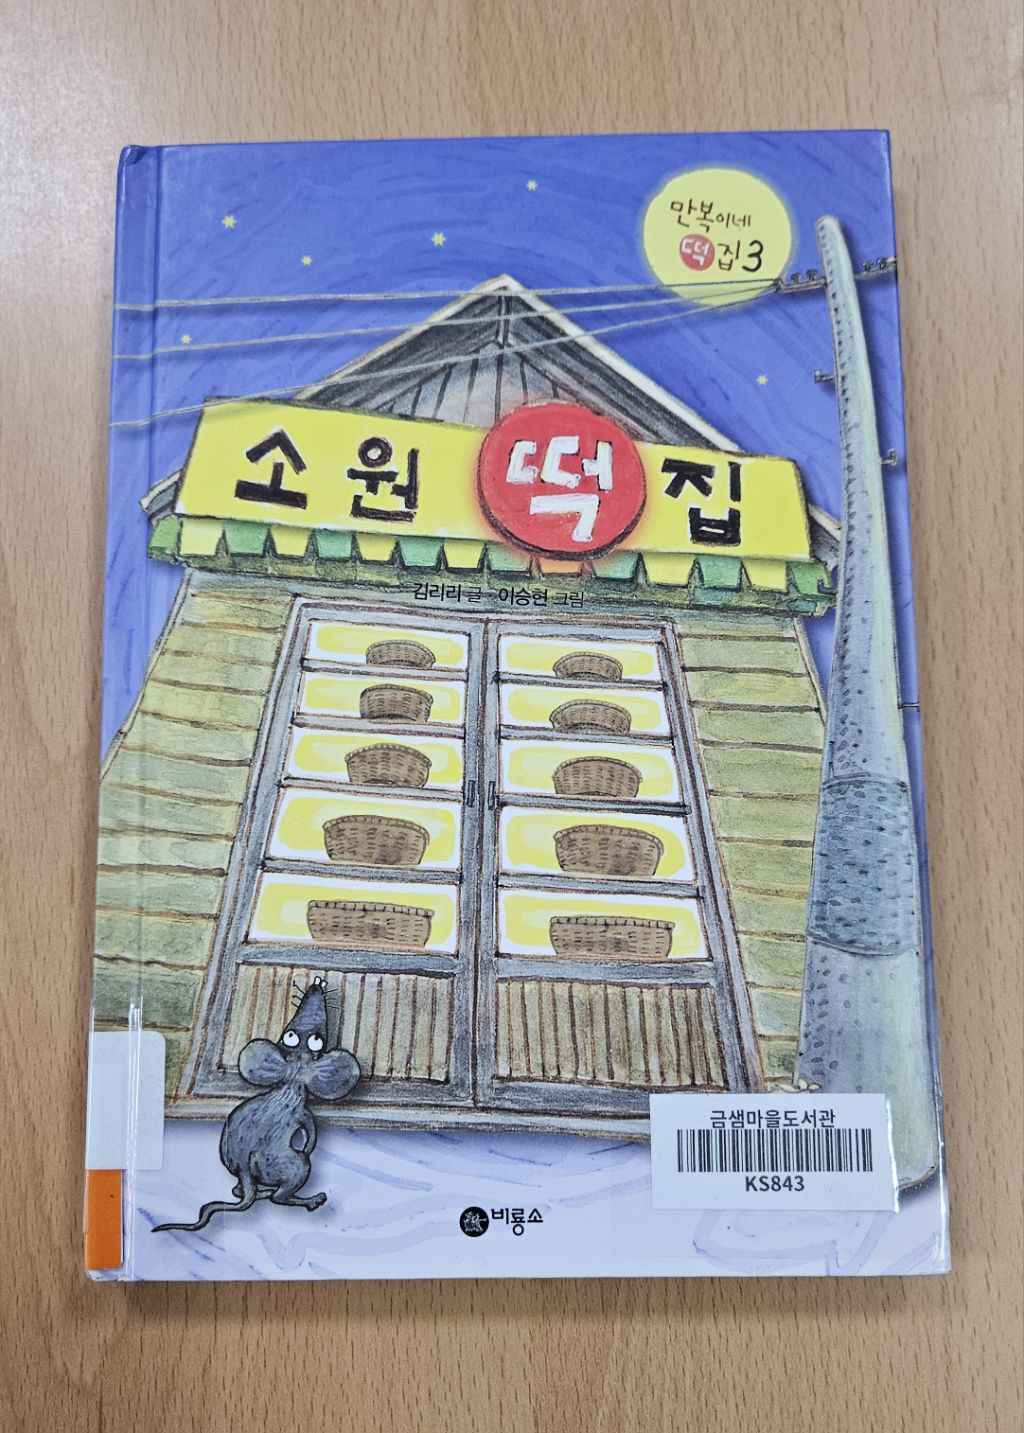 만복이네
떡집3
소원 떡 집
김리리 글·이승현 그림
금샘마을도서관
KS843
비룡소